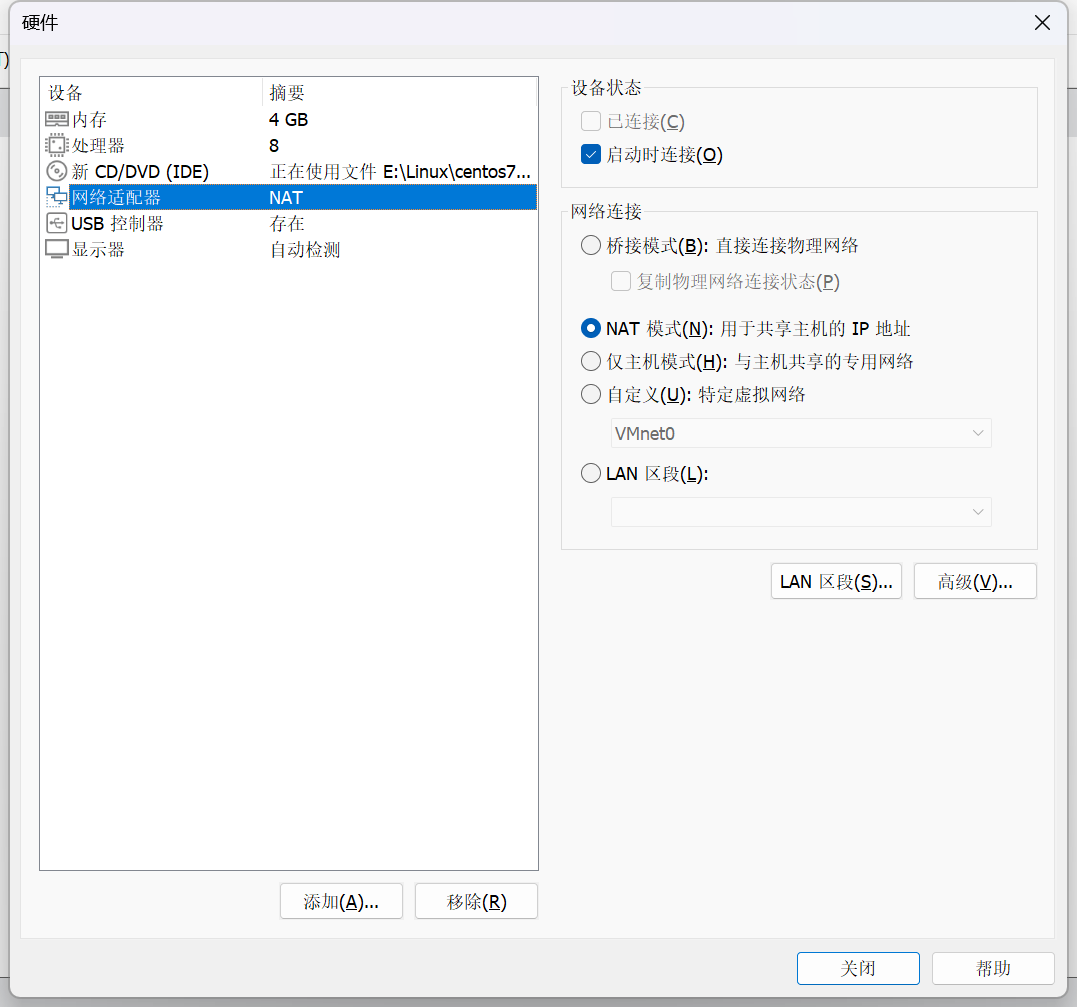 硬件
T)
设备 摘要
内存 4 GB
处理器 8
新 CD/DVD (IDE) 正在使用文件 E:\Linux\centos7...
网络适配器 NAT
USB 控制器 存在
显示器 自动检测
添加(A)... 移除(R)
设备状态
已连接(C)
启动时连接(O)
网络连接
桥接模式(B): 直接连接物理网络
复制物理网络连接状态(P)
NAT 模式(N): 用于共享主机的 IP 地址
仅主机模式(H): 与主机共享的专用网络
自定义(U): 特定虚拟网络
VMnet0
LAN 区段(L):
LAN 区段(S)... 高级(V)...
关闭 帮助